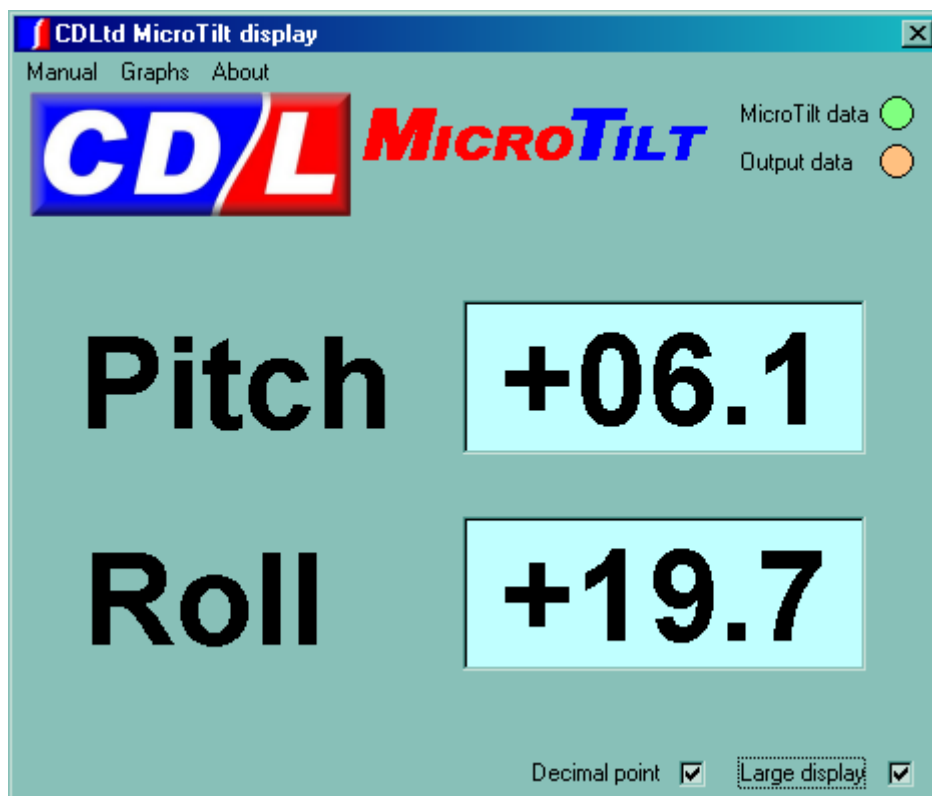 CDLtd MicroTilt display
Manual Graphs About
CD/L MICROTILT
MicroTilt data
Output data
Pitch +06.1
Roll +19.7
Decimal point Large display